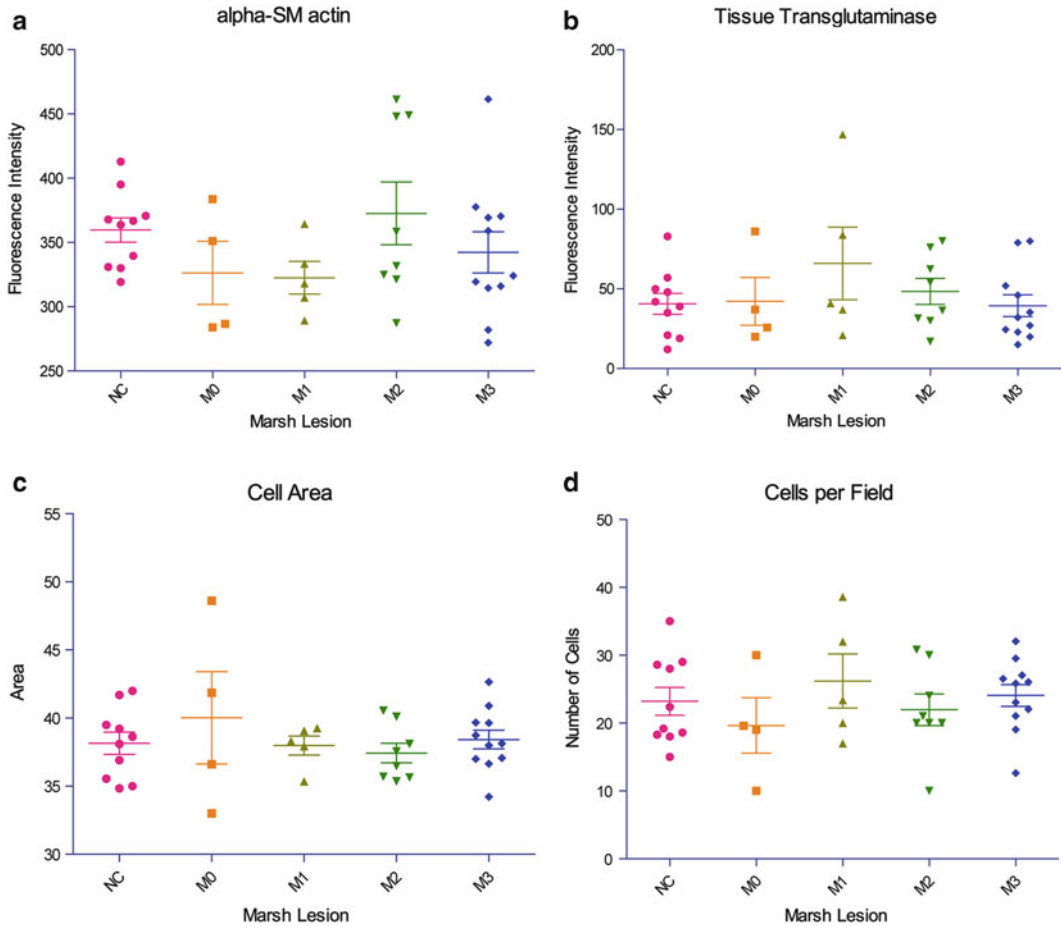 a
alpha-SM actin
500
450
400
350
300
250
Fluorescence Intensity
NC
M0
M1
M2
M3
Marsh Lesion
b
Tissue Transglutaminase
200
150
100
50
0
Fluorescence Intensity
NC
M0
M1
M2
M3
Marsh Lesion
c
Cell Area
55
50
45
40
35
30
Area
NC
M0
M1
M2
M3
Marsh Lesion
d
Cells per Field
50
40
30
20
10
0
Number of Cells
NC
M0
M1
M2
M3
Marsh Lesion